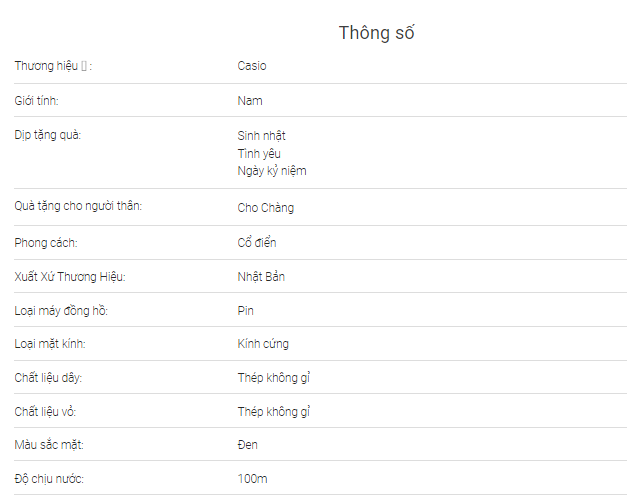 Thông số
Thương hiệu ▯ : Casio
Giới tính: Nam
Dịp tặng quà: Sinh nhật
Tình yêu
Ngày kỷ niệm
Quà tặng cho người thân: Cho Chàng
Phong cách: Cổ điển
Xuất Xứ Thương Hiệu: Nhật Bản
Loại máy đồng hồ: Pin
Loại mặt kính: Kính cứng
Chất liệu dây: Thép không gỉ
Chất liệu vỏ: Thép không gỉ
Màu sắc mặt: Đen
Độ chịu nước: 100m